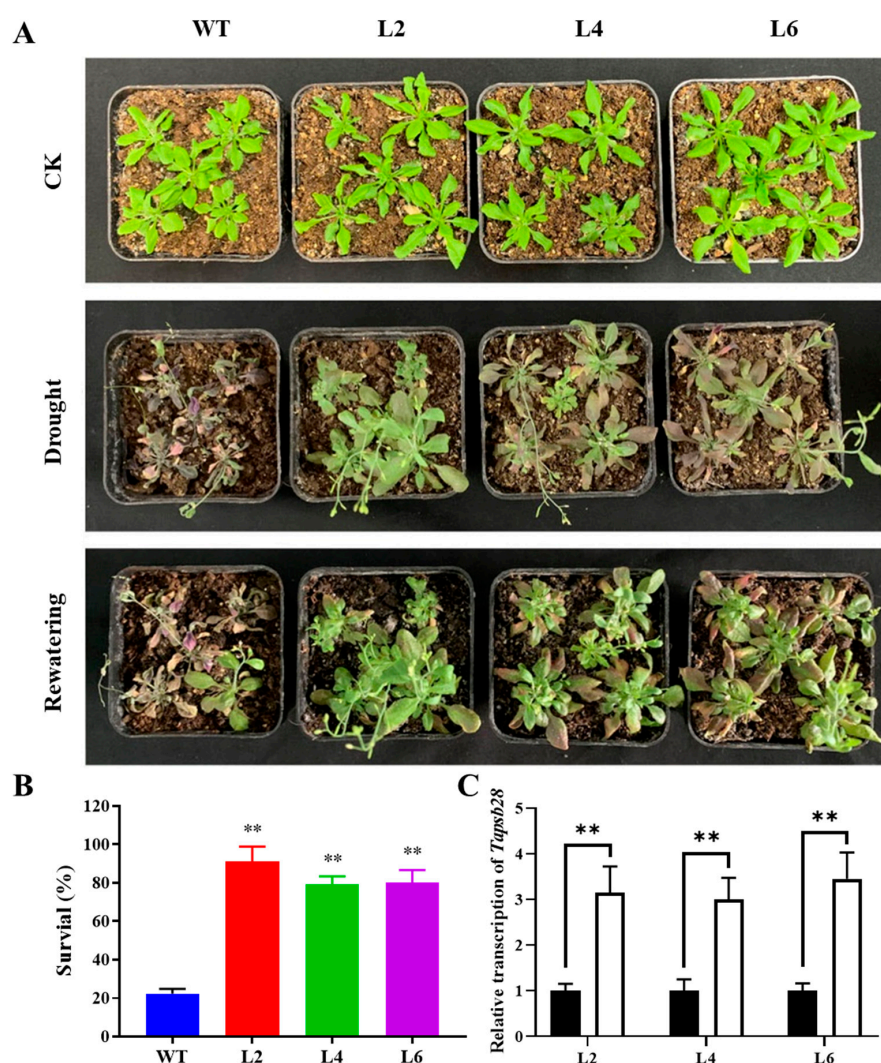 A
WT L2 L4 L6
CK
Drought
Rewatering
B
Survial (%)
120
100
80
60
40
20
0
** ** **
WT L2 L4 L6
C
Relative transcription of Tapsb28
5
4
3
2
1
0
** ** **
L2 L4 L6